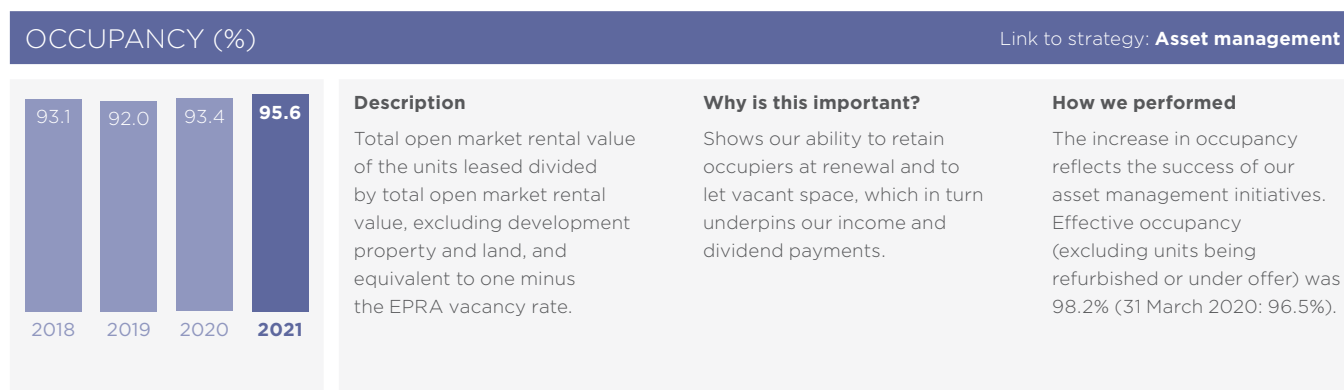 OCCUPANCY (%)
Link to strategy: Asset management
93.1
92.0
93.4
95.6
2018
2019
2020
2021
Description
Total open market rental value
of the units leased divided
by total open market rental
value, excluding development
property and land, and
equivalent to one minus
the EPRA vacancy rate.
Why is this important?
Shows our ability to retain
occupiers at renewal and to
let vacant space, which in turn
underpins our income and
dividend payments.
How we performed
The increase in occupancy
reflects the success of our
asset management initiatives.
Effective occupancy
(excluding units being
refurbished or under offer) was
98.2% (31 March 2020: 96.5%).